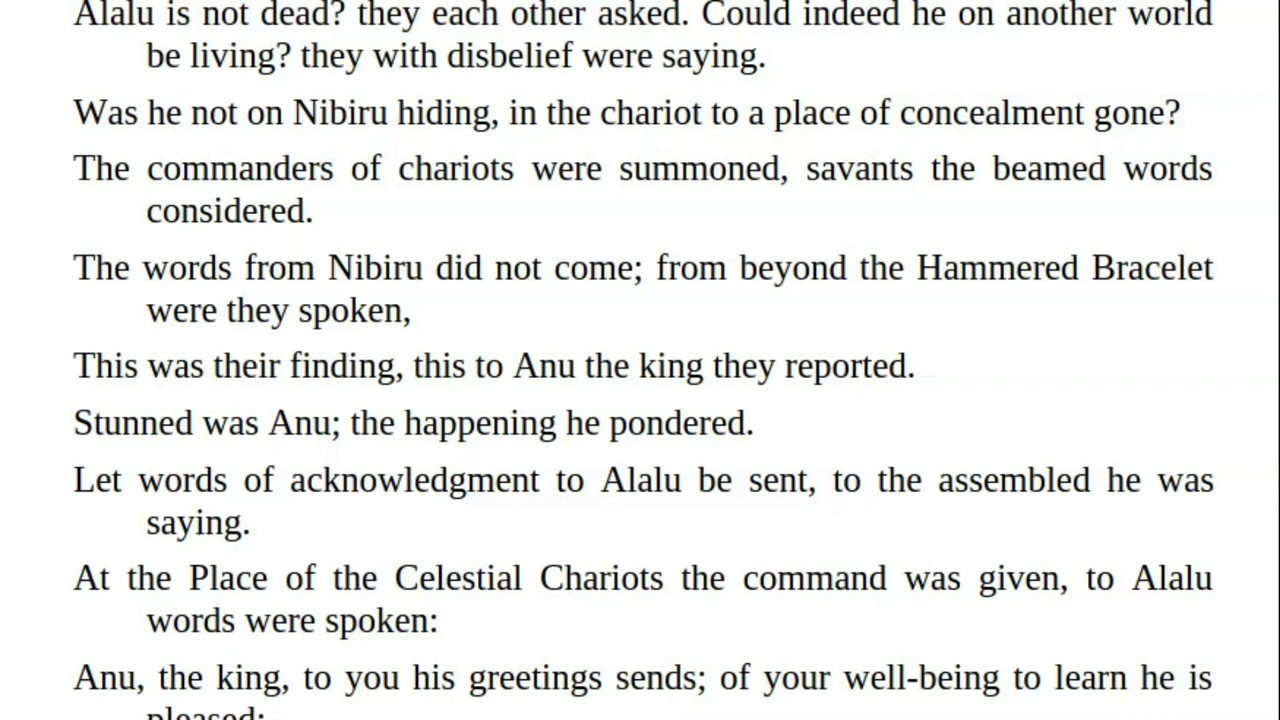 Alalu is not dead? they each other asked. Could indeed he on another world
be living? they with disbelief were saying.
Was he not on Nibiru hiding, in the chariot to a place of concealment gone?
The commanders of chariots were summoned, savants the beamed words
considered.
The words from Nibiru did not come; from beyond the Hammered Bracelet
were they spoken,
This was their finding, this to Anu the king they reported.
Stunned was Anu; the happening he pondered.
Let words of acknowledgment to Alalu be sent, to the assembled he was
saying.
At the Place of the Celestial Chariots the command was given, to Alalu
words were spoken:
Anu, the king, to you his greetings sends; of your well-being to learn he is
pleased;